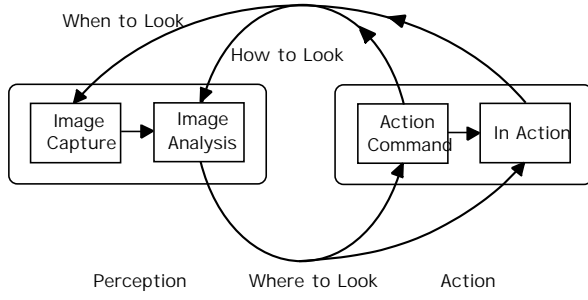 When to Look
How to Look
Image
Capture
Image
Analysis
Action
Command
In Action
Perception
Where to Look
Action